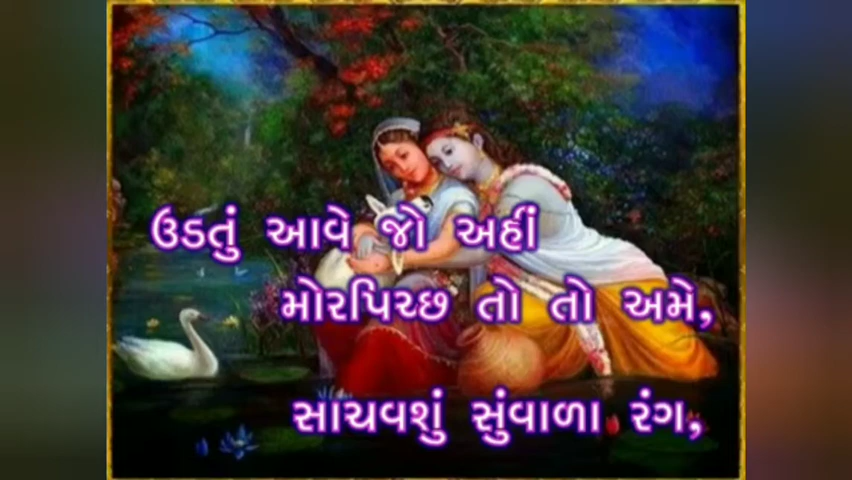 ઉડતું આવે જો અહીં
મોરપિચ્છ તો તો અમે,
સાચવશું સુંવાળા રંગ,